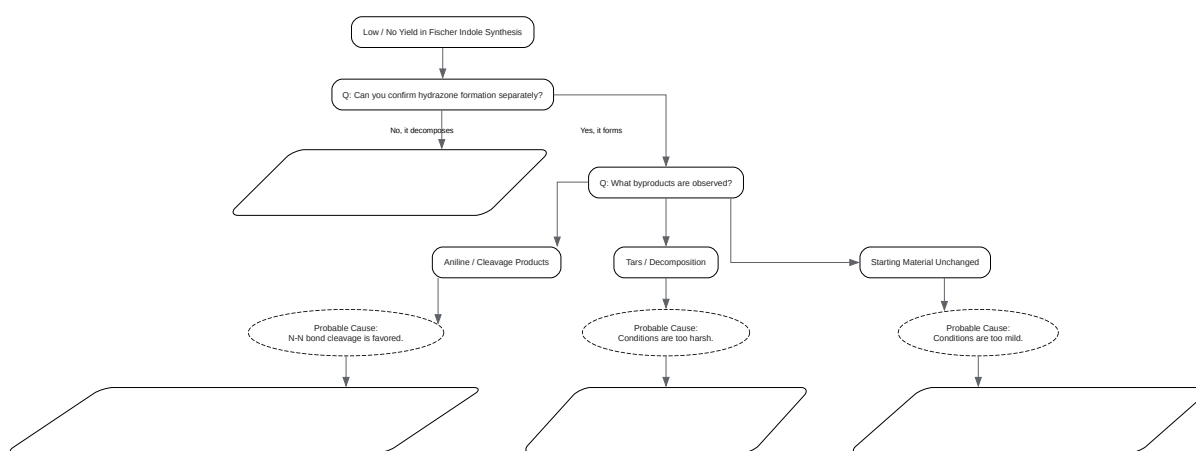 Low / No Yield in Fischer Indole Synthesis
Q: Can you confirm hydrazone formation separately?
No, it decomposes
Yes, it forms
Q: What byproducts are observed?
Aniline / Cleavage Products
Tars / Decomposition
Starting Material Unchanged
Probable Cause:
N-N bond cleavage is favored.
Probable Cause:
Conditions are too harsh.
Probable Cause:
Conditions are too mild.